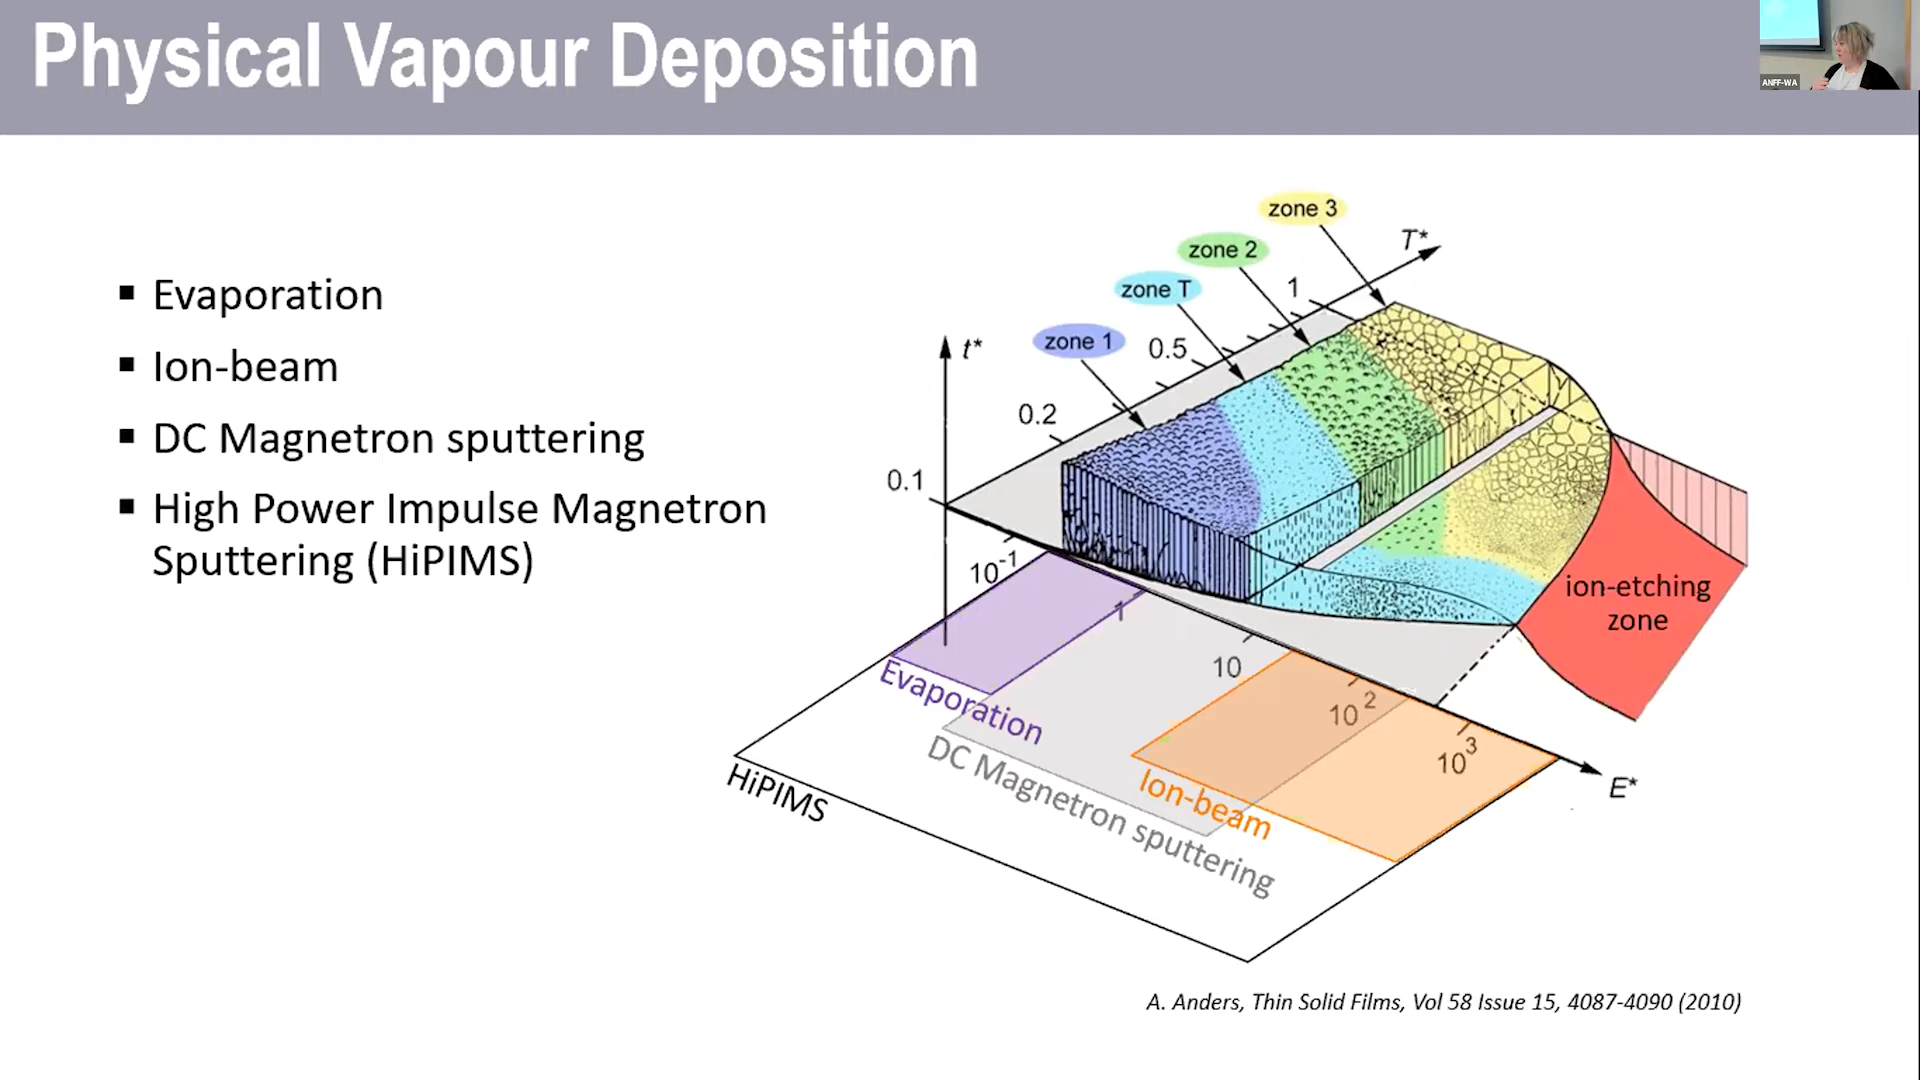 Physical Vapour Deposition
ANFF-WA
▪ Evaporation
▪ Ion-beam
▪ DC Magnetron sputtering
▪ High Power Impulse Magnetron
Sputtering (HiPIMS)
zone 3
zone 2
zone T
zone 1
T*
t*
1
0.5
0.2
0.1
10⁻¹
1
10
10²
10³
E*
ion-etching
zone
Evaporation
DC Magnetron sputtering
Ion-beam
HiPIMS
A. Anders, Thin Solid Films, Vol 58 Issue 15, 4087-4090 (2010)